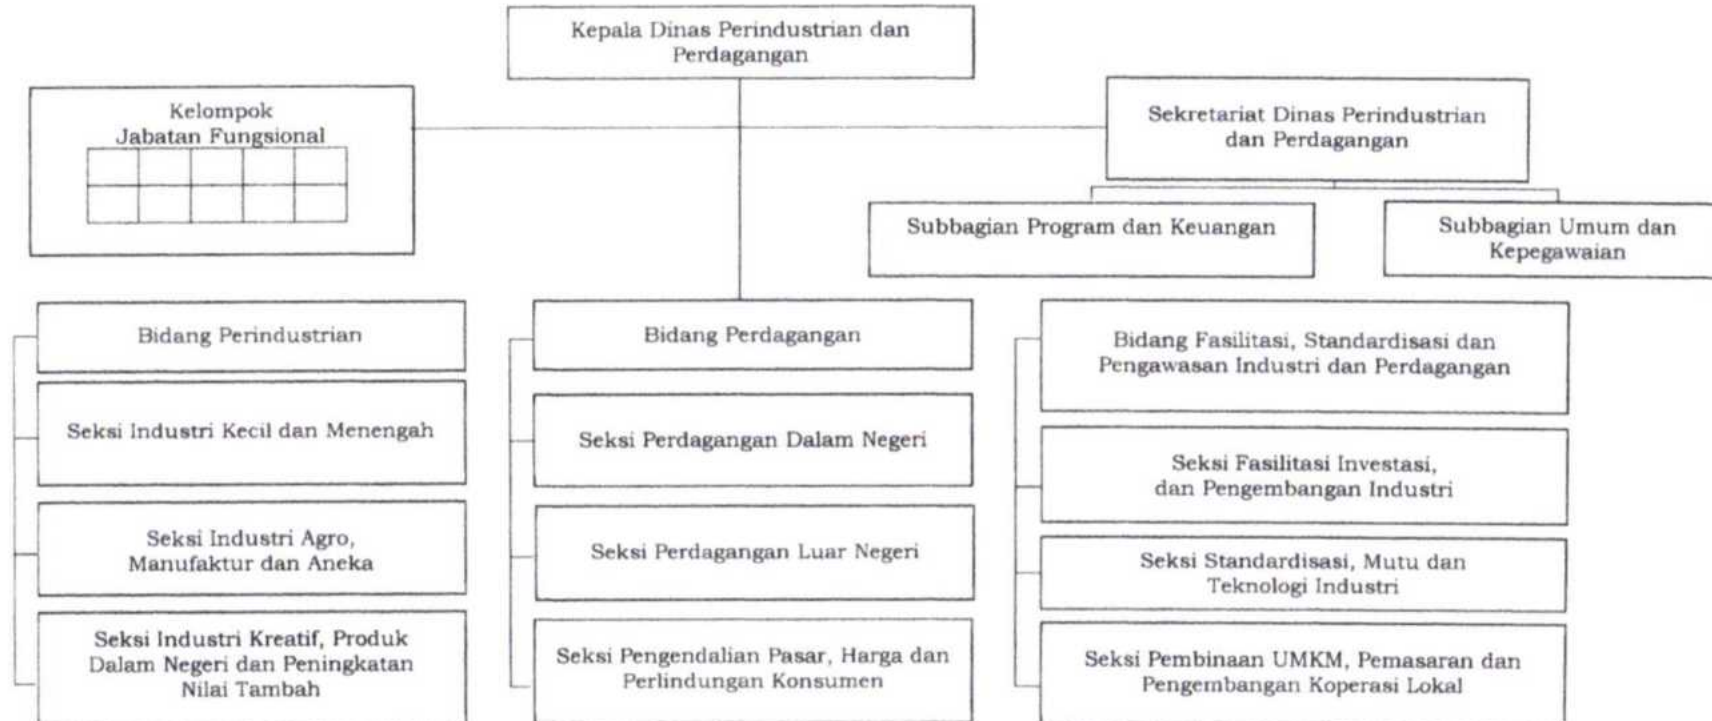 Kepala Dinas Perindustrian dan
Perdagangan
Kelompok
Jabatan Fungsional
Sekretariat Dinas Perindustrian
dan Perdagangan
Subbagian Program dan Keuangan
Subbagian Umum dan
Kepegawaian
Bidang Perindustrian
Seksi Industri Kecil dan Menengah
Seksi Industri Agro,
Manufaktur dan Aneka
Seksi Industri Kreatif, Produk
Dalam Negeri dan Peningkatan
Nilai Tambah
Bidang Perdagangan
Seksi Perdagangan Dalam Negeri
Seksi Perdagangan Luar Negeri
Seksi Pengendalian Pasar, Harga dan
Perlindungan Konsumen
Bidang Fasilitasi, Standardisasi dan
Pengawasan Industri dan Perdagangan
Seksi Fasilitasi Investasi,
dan Pengembangan Industri
Seksi Standardisasi, Mutu dan
Teknologi Industri
Seksi Pembinaan UMKM, Pemasaran dan
Pengembangan Koperasi Lokal